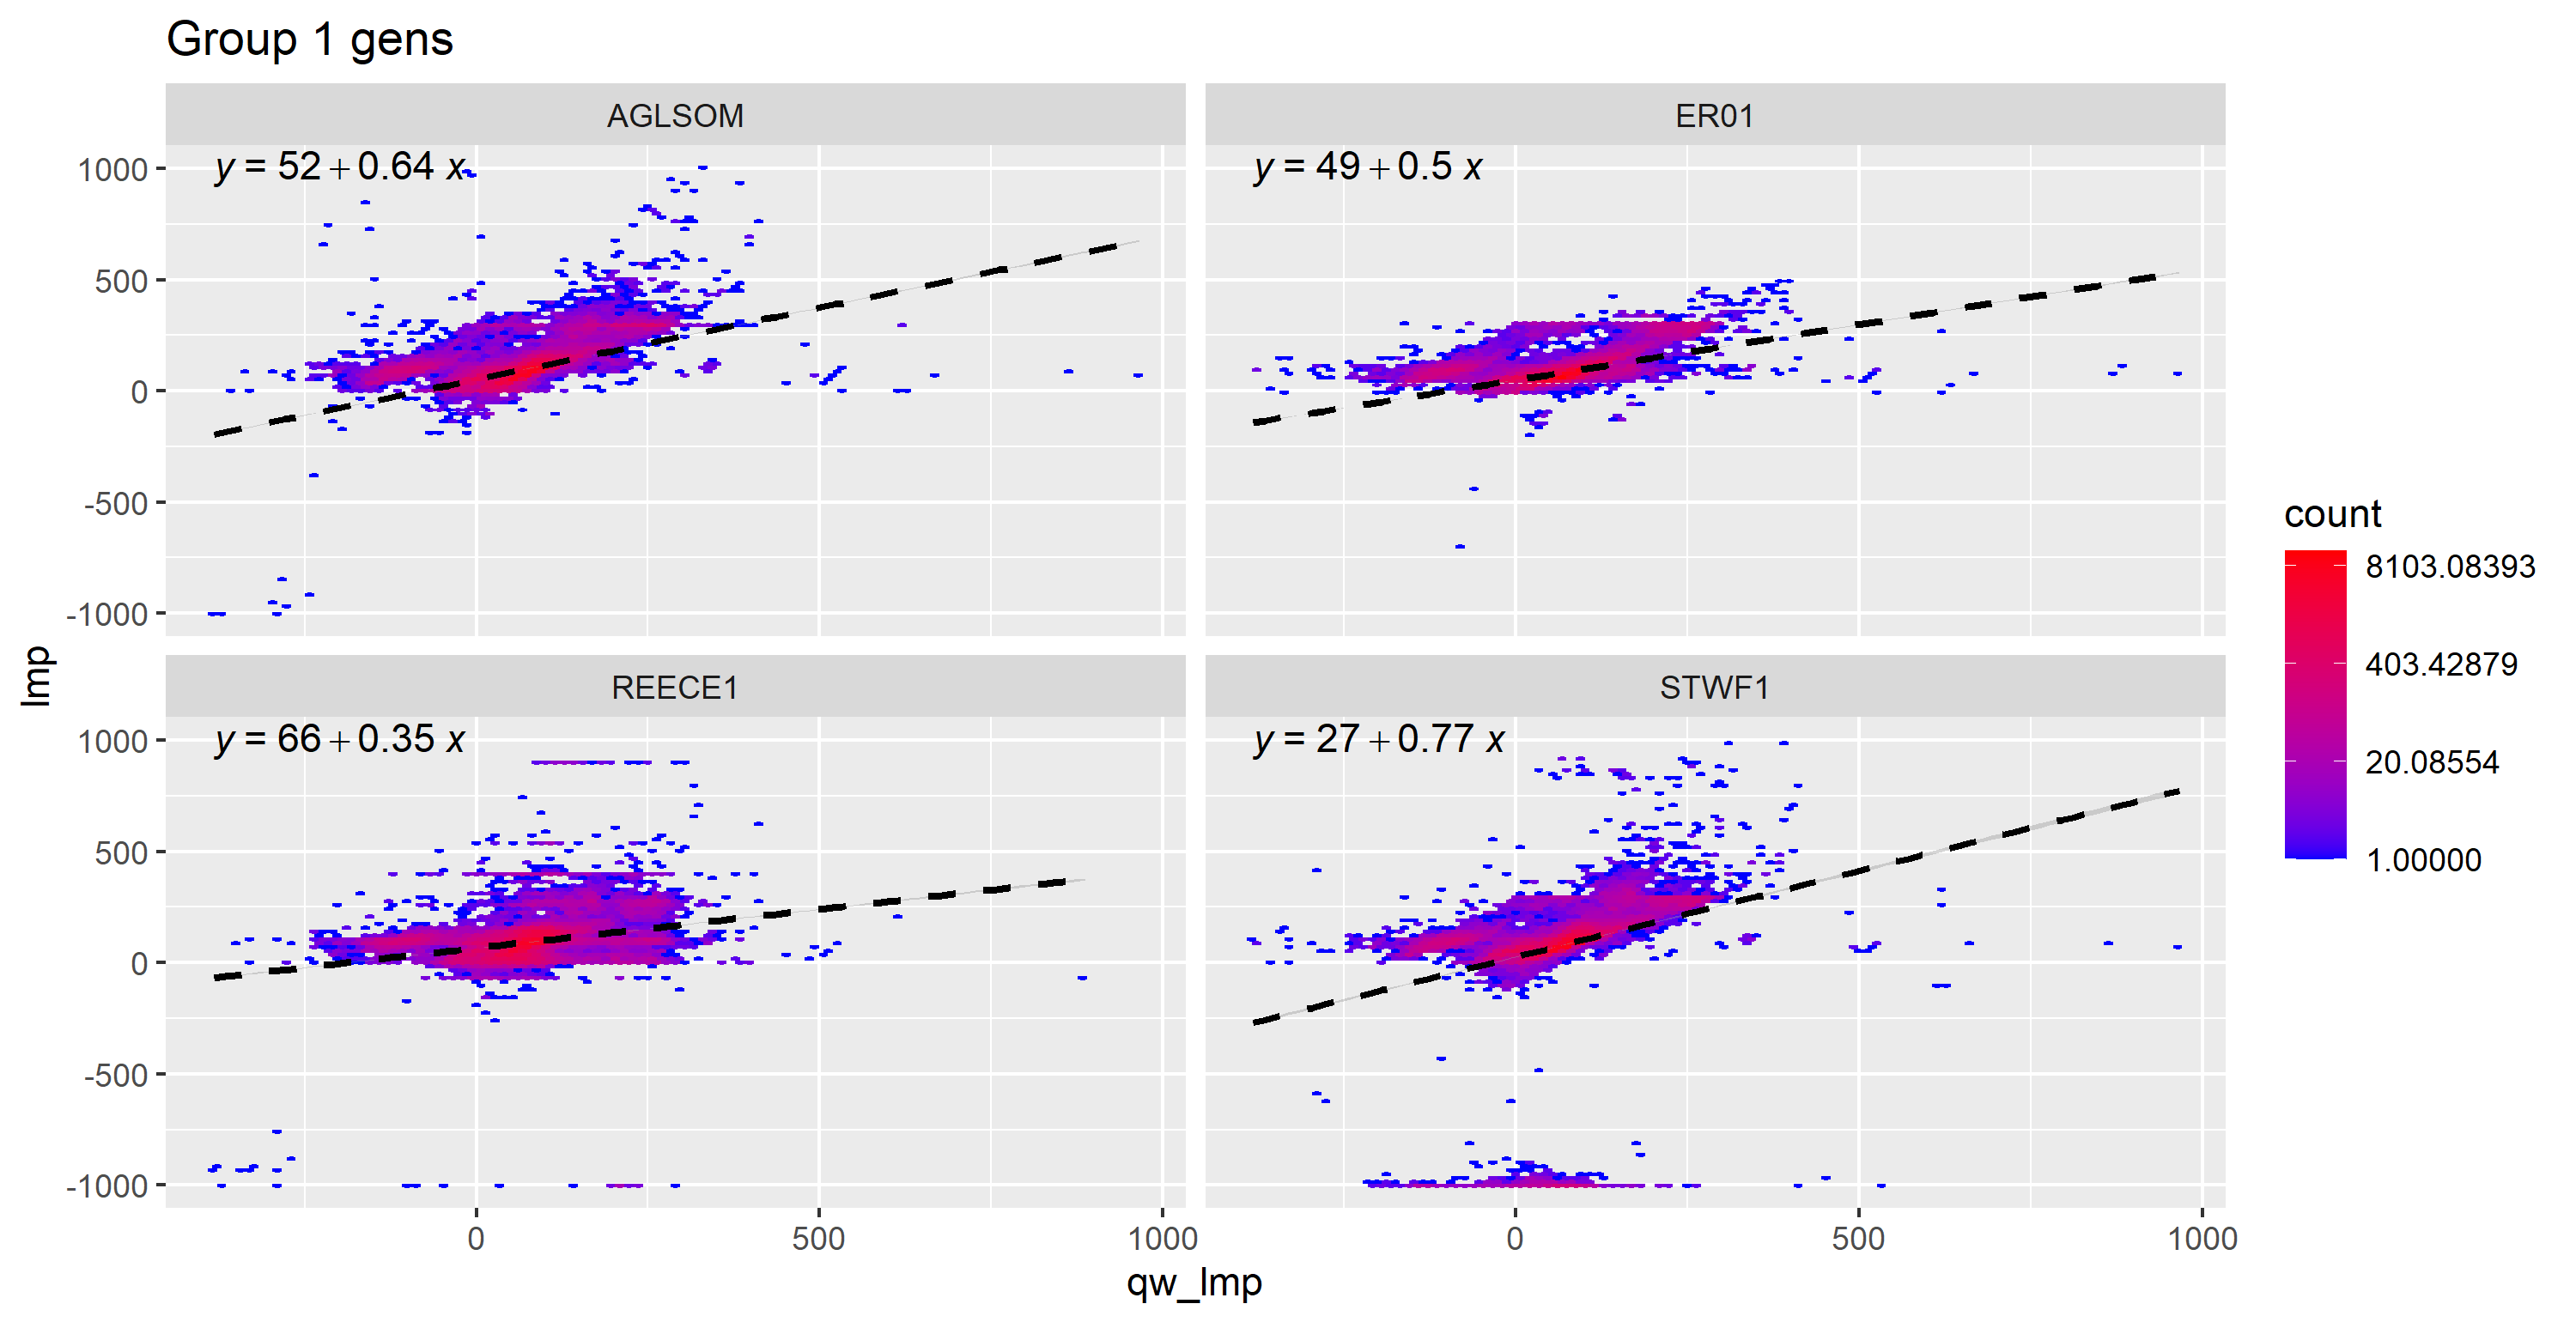 Group 1 gens
AGLSOM
ER01
y = 52 + 0.64 x
y = 49 + 0.5 x
1000
500
0
-500
-1000
REECE1
STWF1
y = 66 + 0.35 x
y = 27 + 0.77 x
1000
500
0
-500
-1000
lmp
0 500 1000
0 500 1000
qw_lmp
count
8103.08393
403.42879
20.08554
1.00000